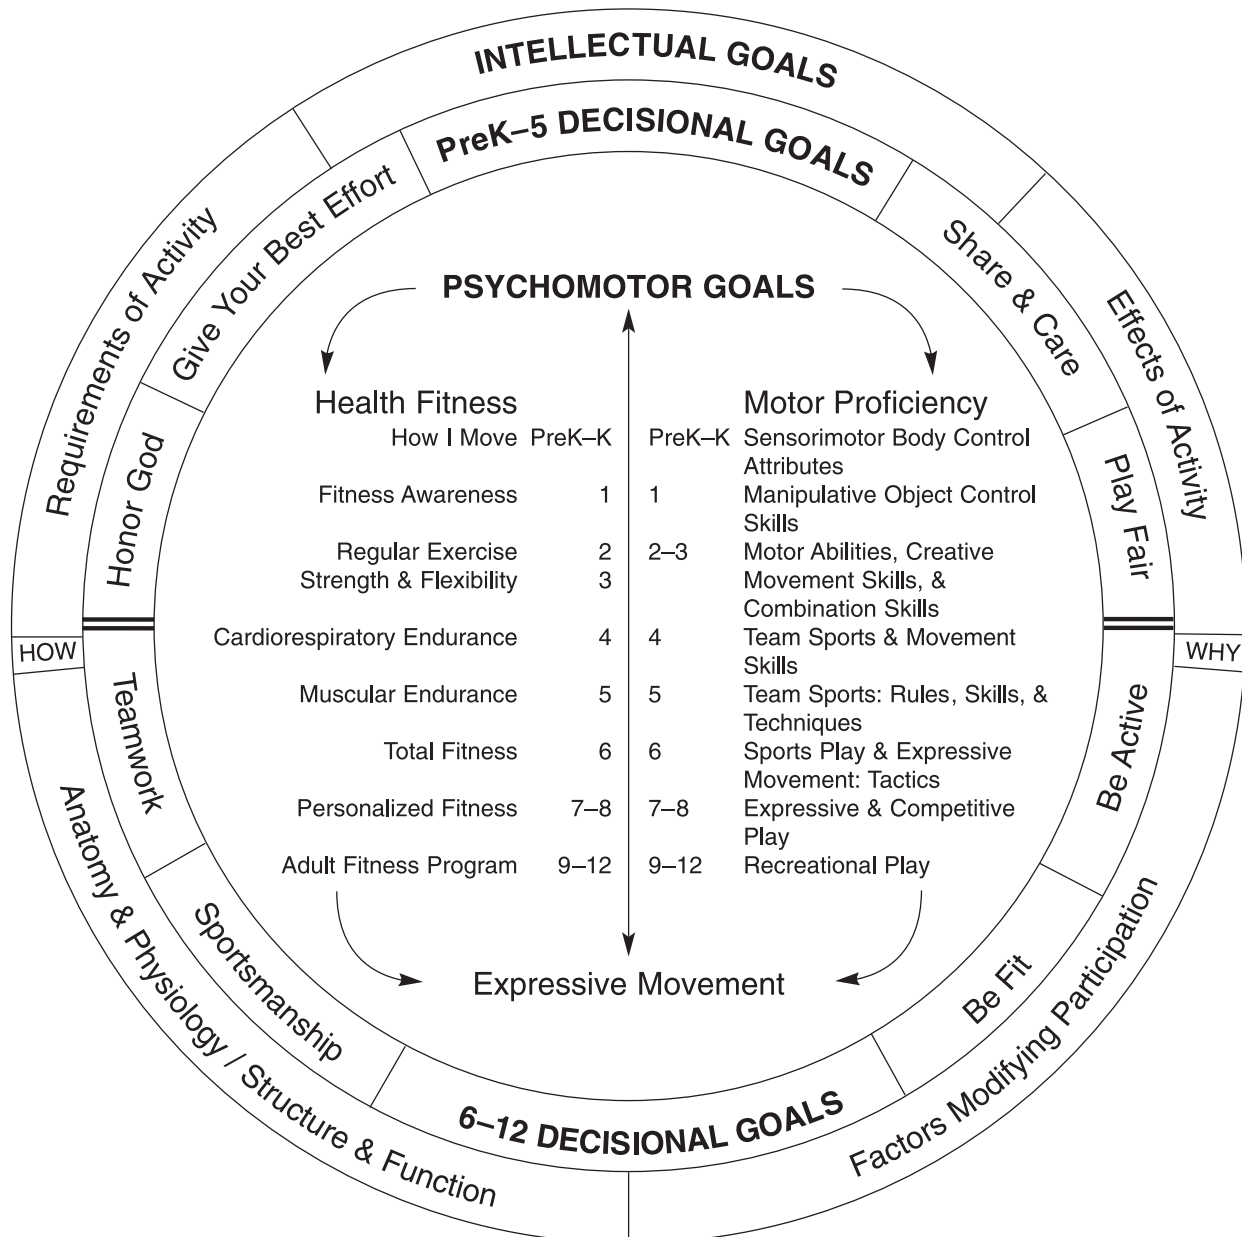 INTELLECTUAL GOALS
PreK–5 DECISIONAL GOALS
Requirements of Activity
Give Your Best Effort
Honor God
Share & Care
Play Fair
Effects of Activity
PSYCHOMOTOR GOALS
Health Fitness
How I Move PreK–K
Fitness Awareness 1
Regular Exercise 2
Strength & Flexibility 3
Cardiorespiratory Endurance 4
Muscular Endurance 5
Total Fitness 6
Personalized Fitness 7–8
Adult Fitness Program 9–12
Motor Proficiency
PreK–K Sensorimotor Body Control
Attributes
1 Manipulative Object Control
Skills
2–3 Motor Abilities, Creative
Movement Skills, &
Combination Skills
4 Team Sports & Movement
Skills
5 Team Sports: Rules, Skills, &
Techniques
6 Sports Play & Expressive
Movement: Tactics
7–8 Expressive & Competitive
Play
9–12 Recreational Play
Expressive Movement
HOW
WHY
Teamwork
Sportsmanship
Be Active
Be Fit
6–12 DECISIONAL GOALS
Anatomy & Physiology / Structure & Function
Factors Modifying Participation